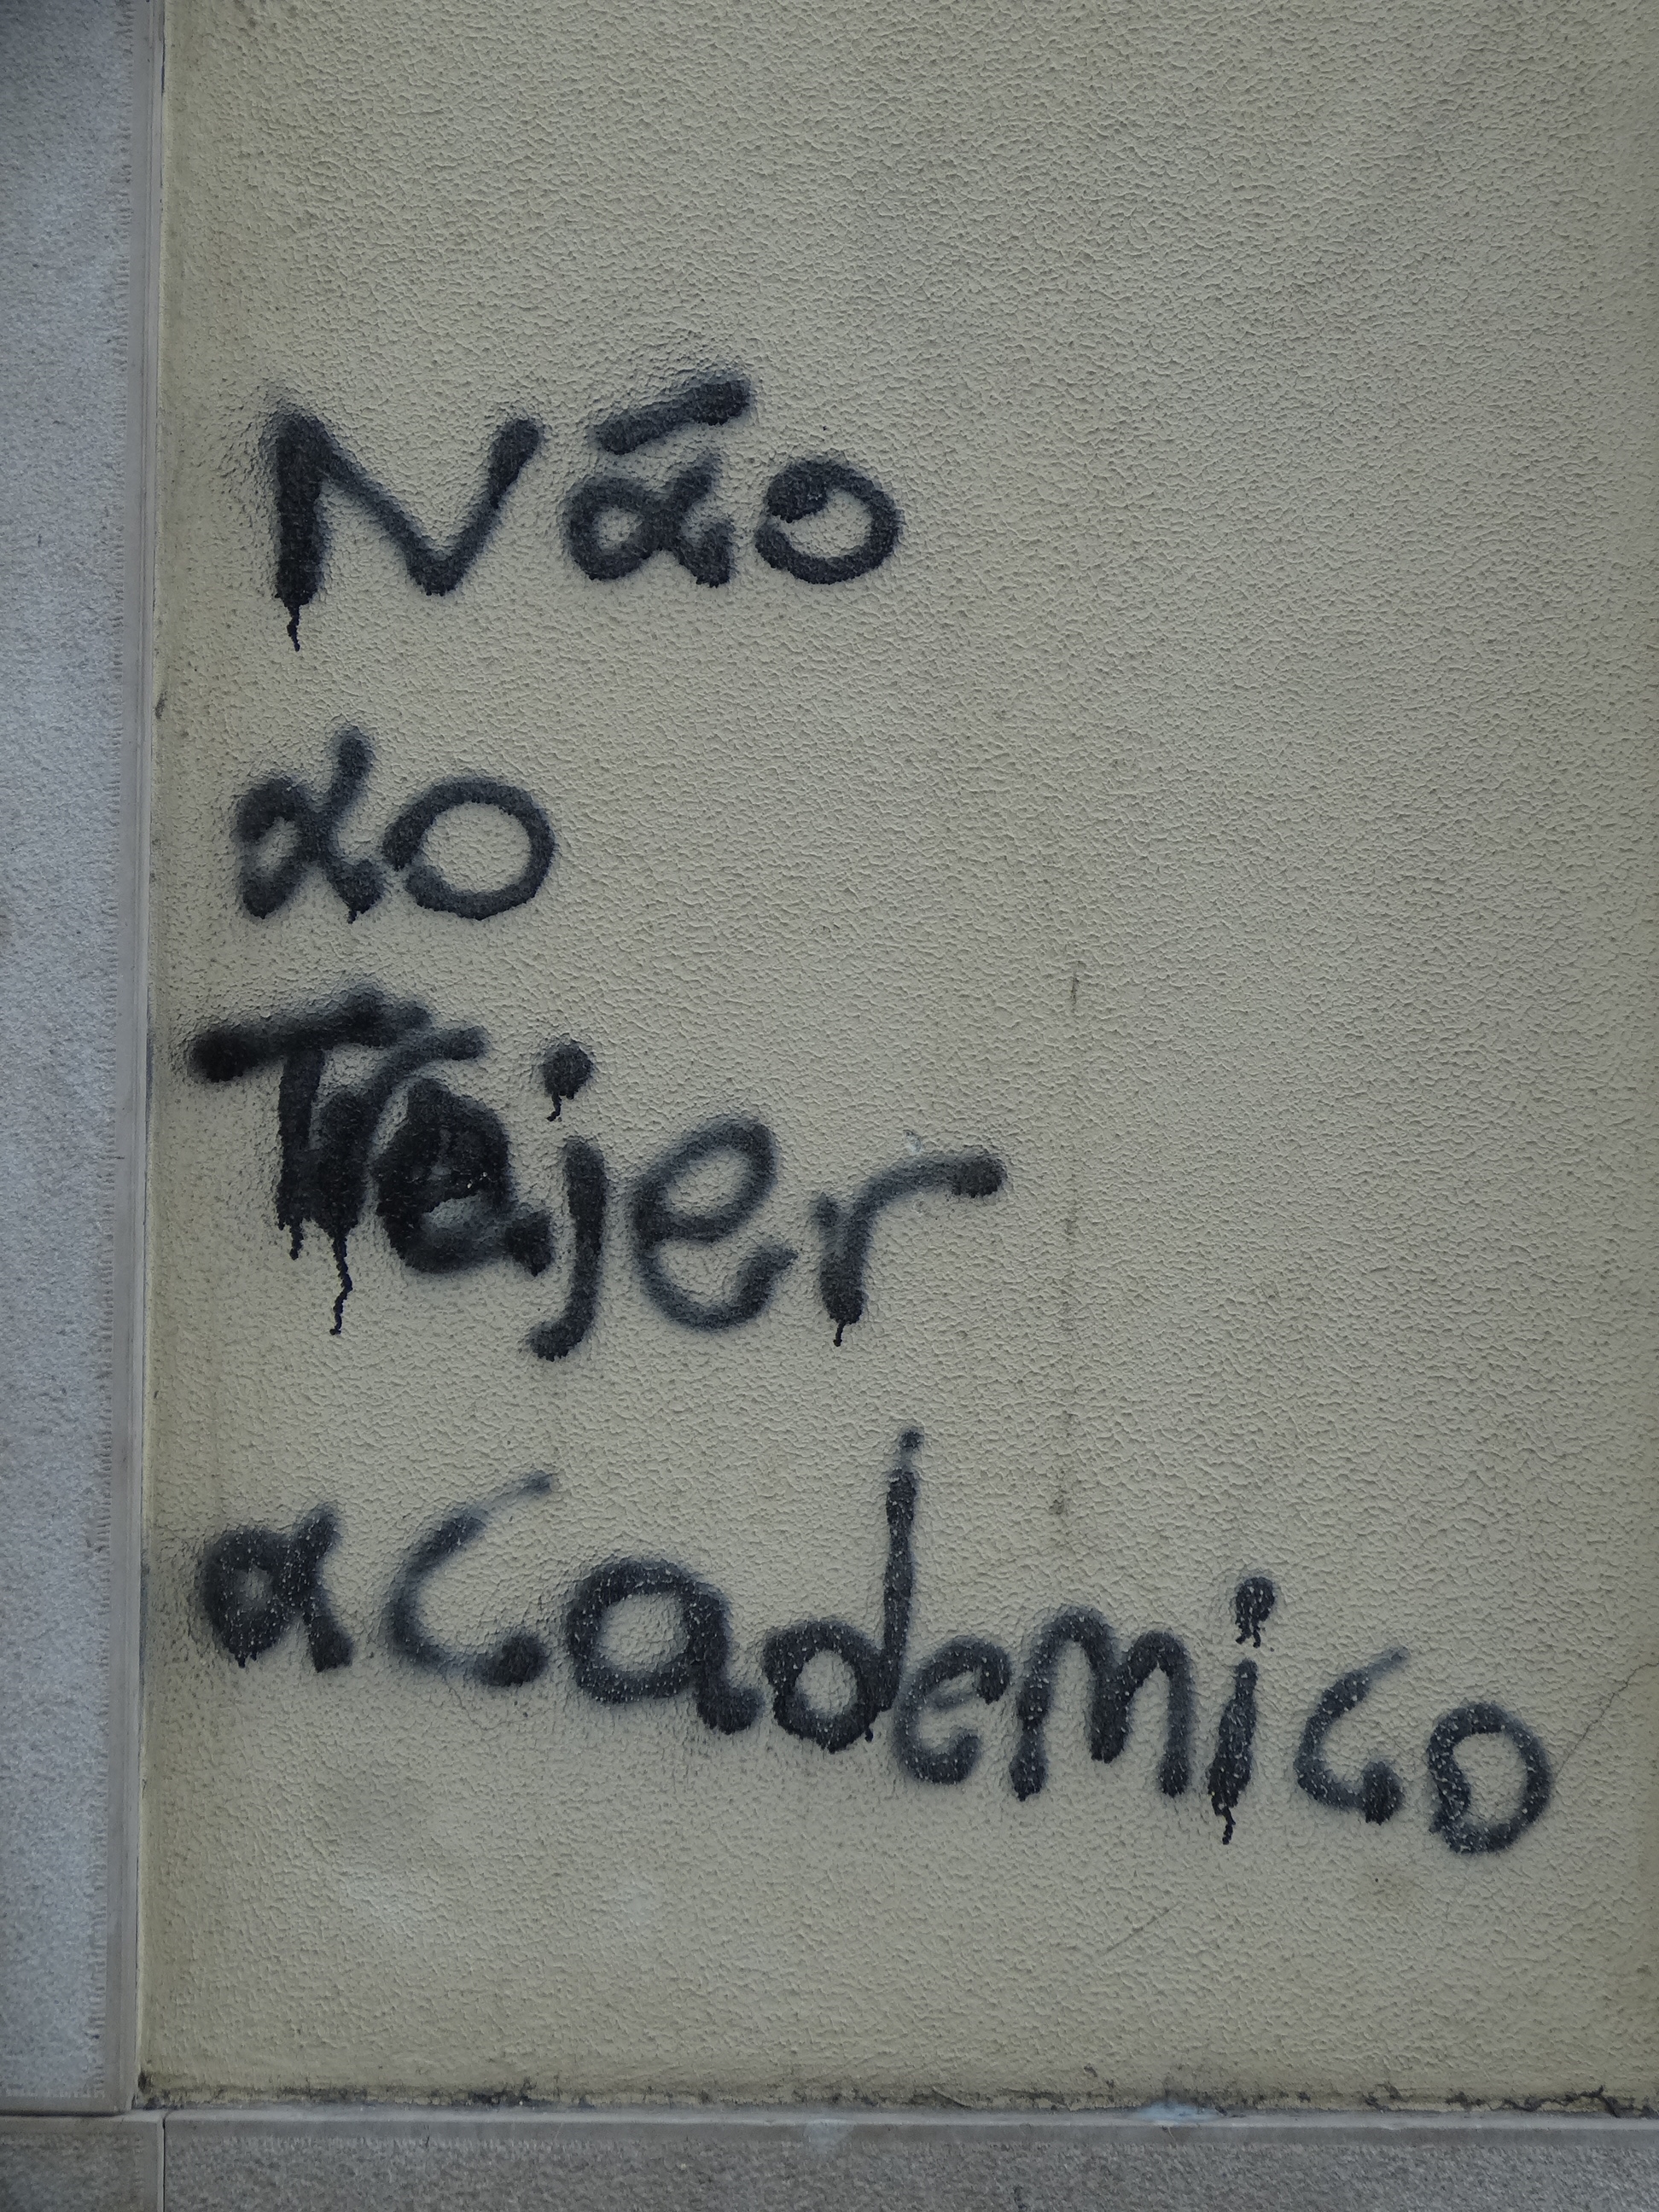 Não
ao
Trajer
academico